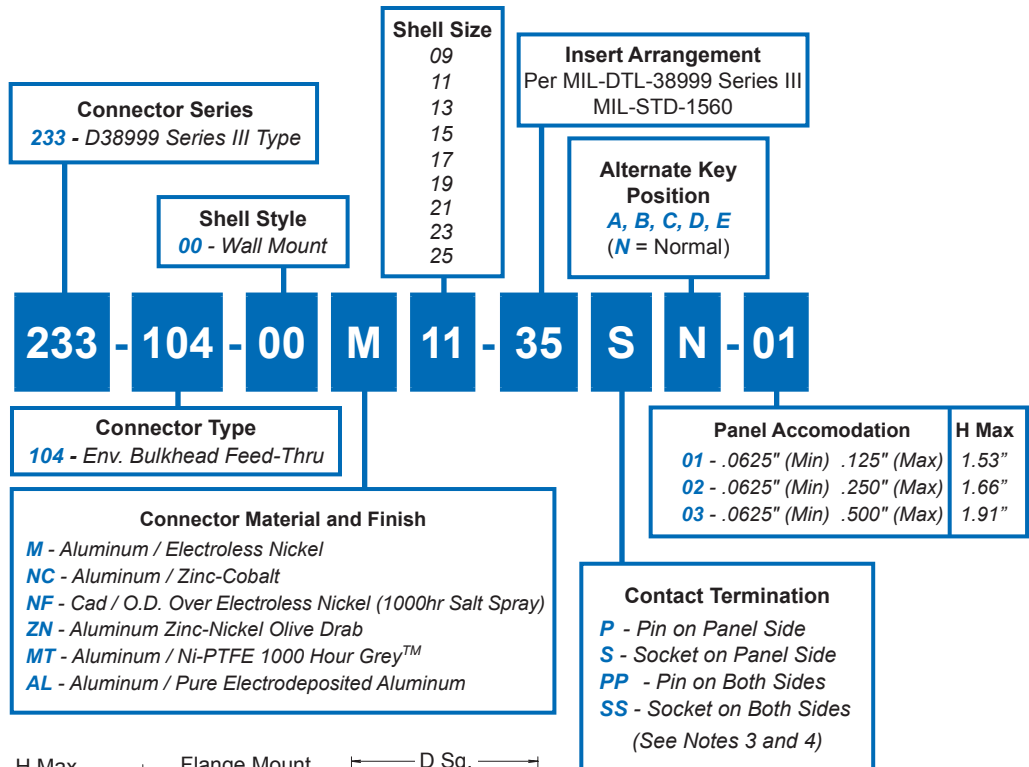 Shell Size
09
11
13
15
17
19
21
23
25
Insert Arrangement
Per MIL-DTL-38999 Series III
MIL-STD-1560
Connector Series
233 - D38999 Series III Type
Alternate Key
Position
A, B, C, D, E
(N = Normal)
Shell Style
00 - Wall Mount
233 - 104 - 00 M 11 - 35 S N - 01
Connector Type
104 - Env. Bulkhead Feed-Thru
Panel Accomodation H Max
01 - .0625" (Min) .125" (Max) 1.53”
02 - .0625" (Min) .250" (Max) 1.66”
03 - .0625" (Min) .500" (Max) 1.91”
Connector Material and Finish
M - Aluminum / Electroless Nickel
NC - Aluminum / Zinc-Cobalt
NF - Cad / O.D. Over Electroless Nickel (1000hr Salt Spray)
ZN - Aluminum Zinc-Nickel Olive Drab
MT - Aluminum / Ni-PTFE 1000 Hour Grey™
AL - Aluminum / Pure Electrodeposited Aluminum
Contact Termination
P - Pin on Panel Side
S - Socket on Panel Side
PP - Pin on Both Sides
SS - Socket on Both Sides
(See Notes 3 and 4)
H Max Flange Mount D Sq.